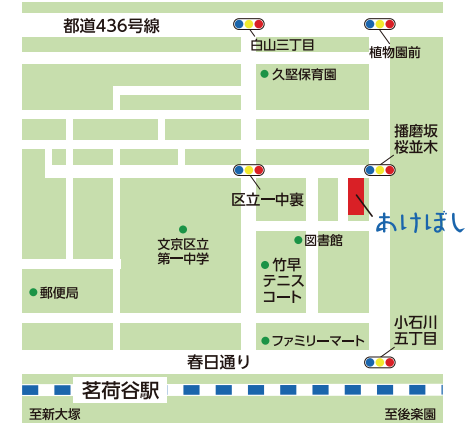 都道436号線
白山三丁目
植物園前
久堅保育園
播磨坂
桜並木
区立一中裏
あけぼし
文京区立
第一中学
図書館
竹早
テニス
コート
郵便局
小石川
五丁目
ファミリーマート
春日通り
茗荷谷駅
至新大塚
至後楽園